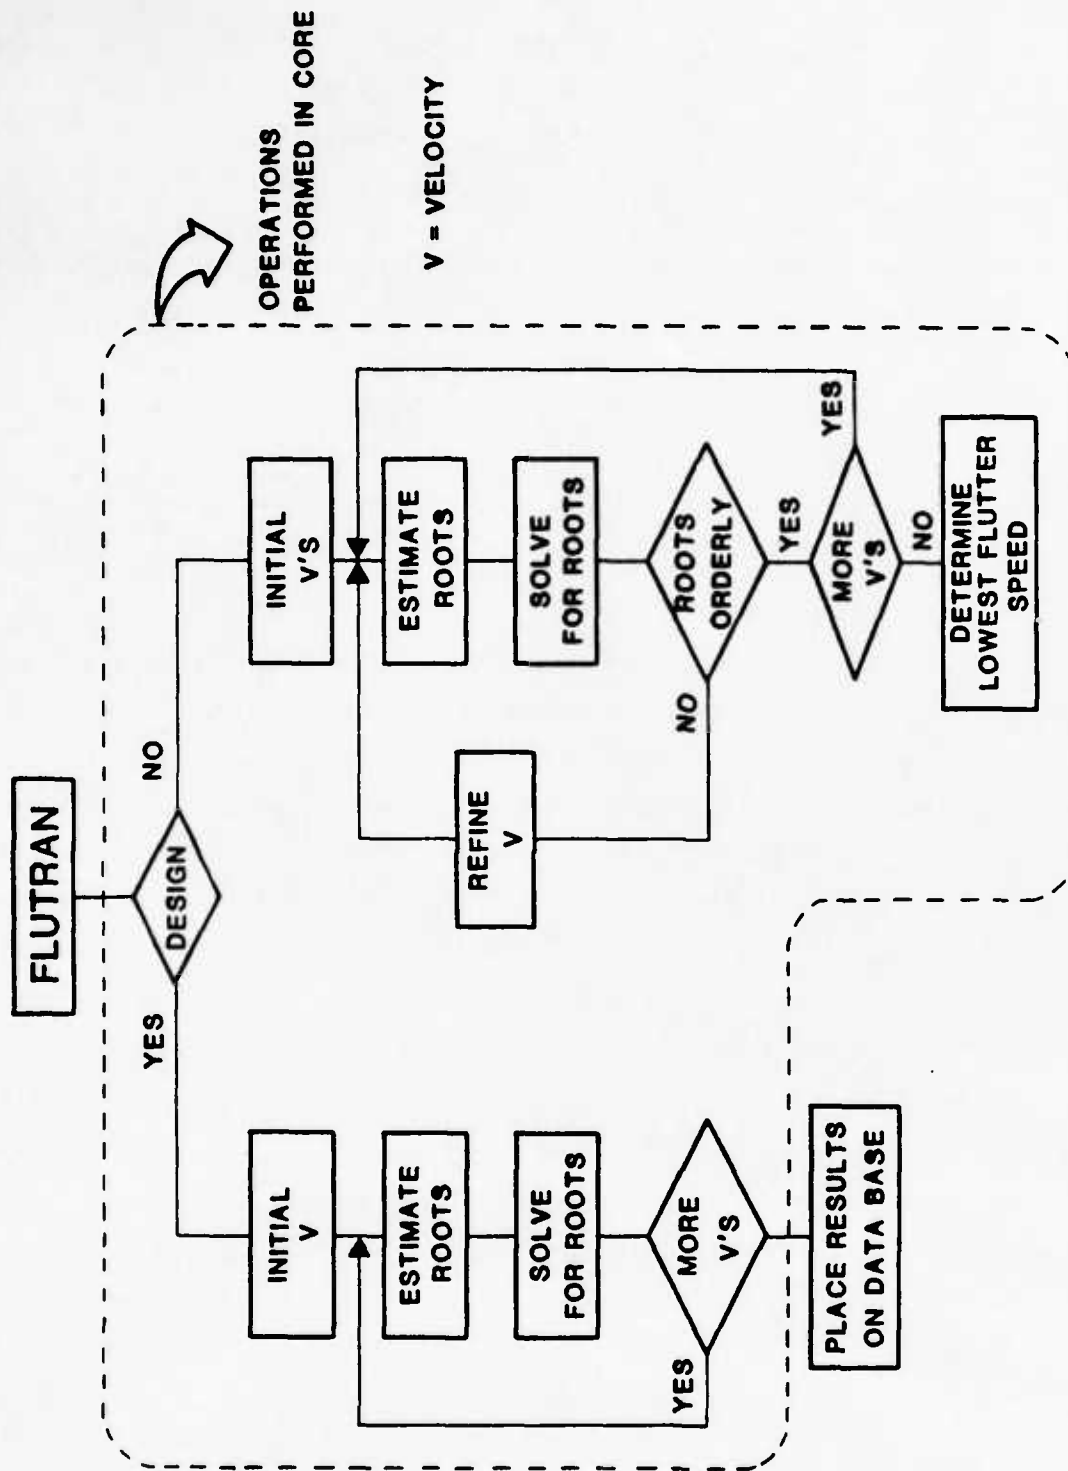 FLUTRAN
DESIGN
YES
NO
INITIAL
V
ESTIMATE
ROOTS
SOLVE
FOR ROOTS
MORE
V'S
YES
PLACE RESULTS
ON DATA BASE
INITIAL
V'S
ESTIMATE
ROOTS
SOLVE
FOR ROOTS
ROOTS
ORDERLY
NO
REFINE
V
YES
MORE
V'S
YES
NO
DETERMINE
LOWEST FLUTTER
SPEED
OPERATIONS
PERFORMED IN CORE
V = VELOCITY